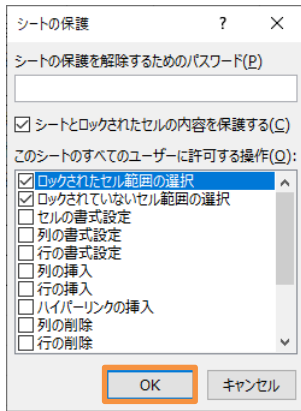 シートの保護 ? ×
シートの保護を解除するためのパスワード(P)
シートとロックされたセルの内容を保護する(C)
このシートのすべてのユーザーに許可する操作(O):
ロックされたセル範囲の選択
ロックされていないセル範囲の選択
セルの書式設定
列の書式設定
行の書式設定
列の挿入
行の挿入
ハイパーリンクの挿入
列の削除
行の削除
OK キャンセル